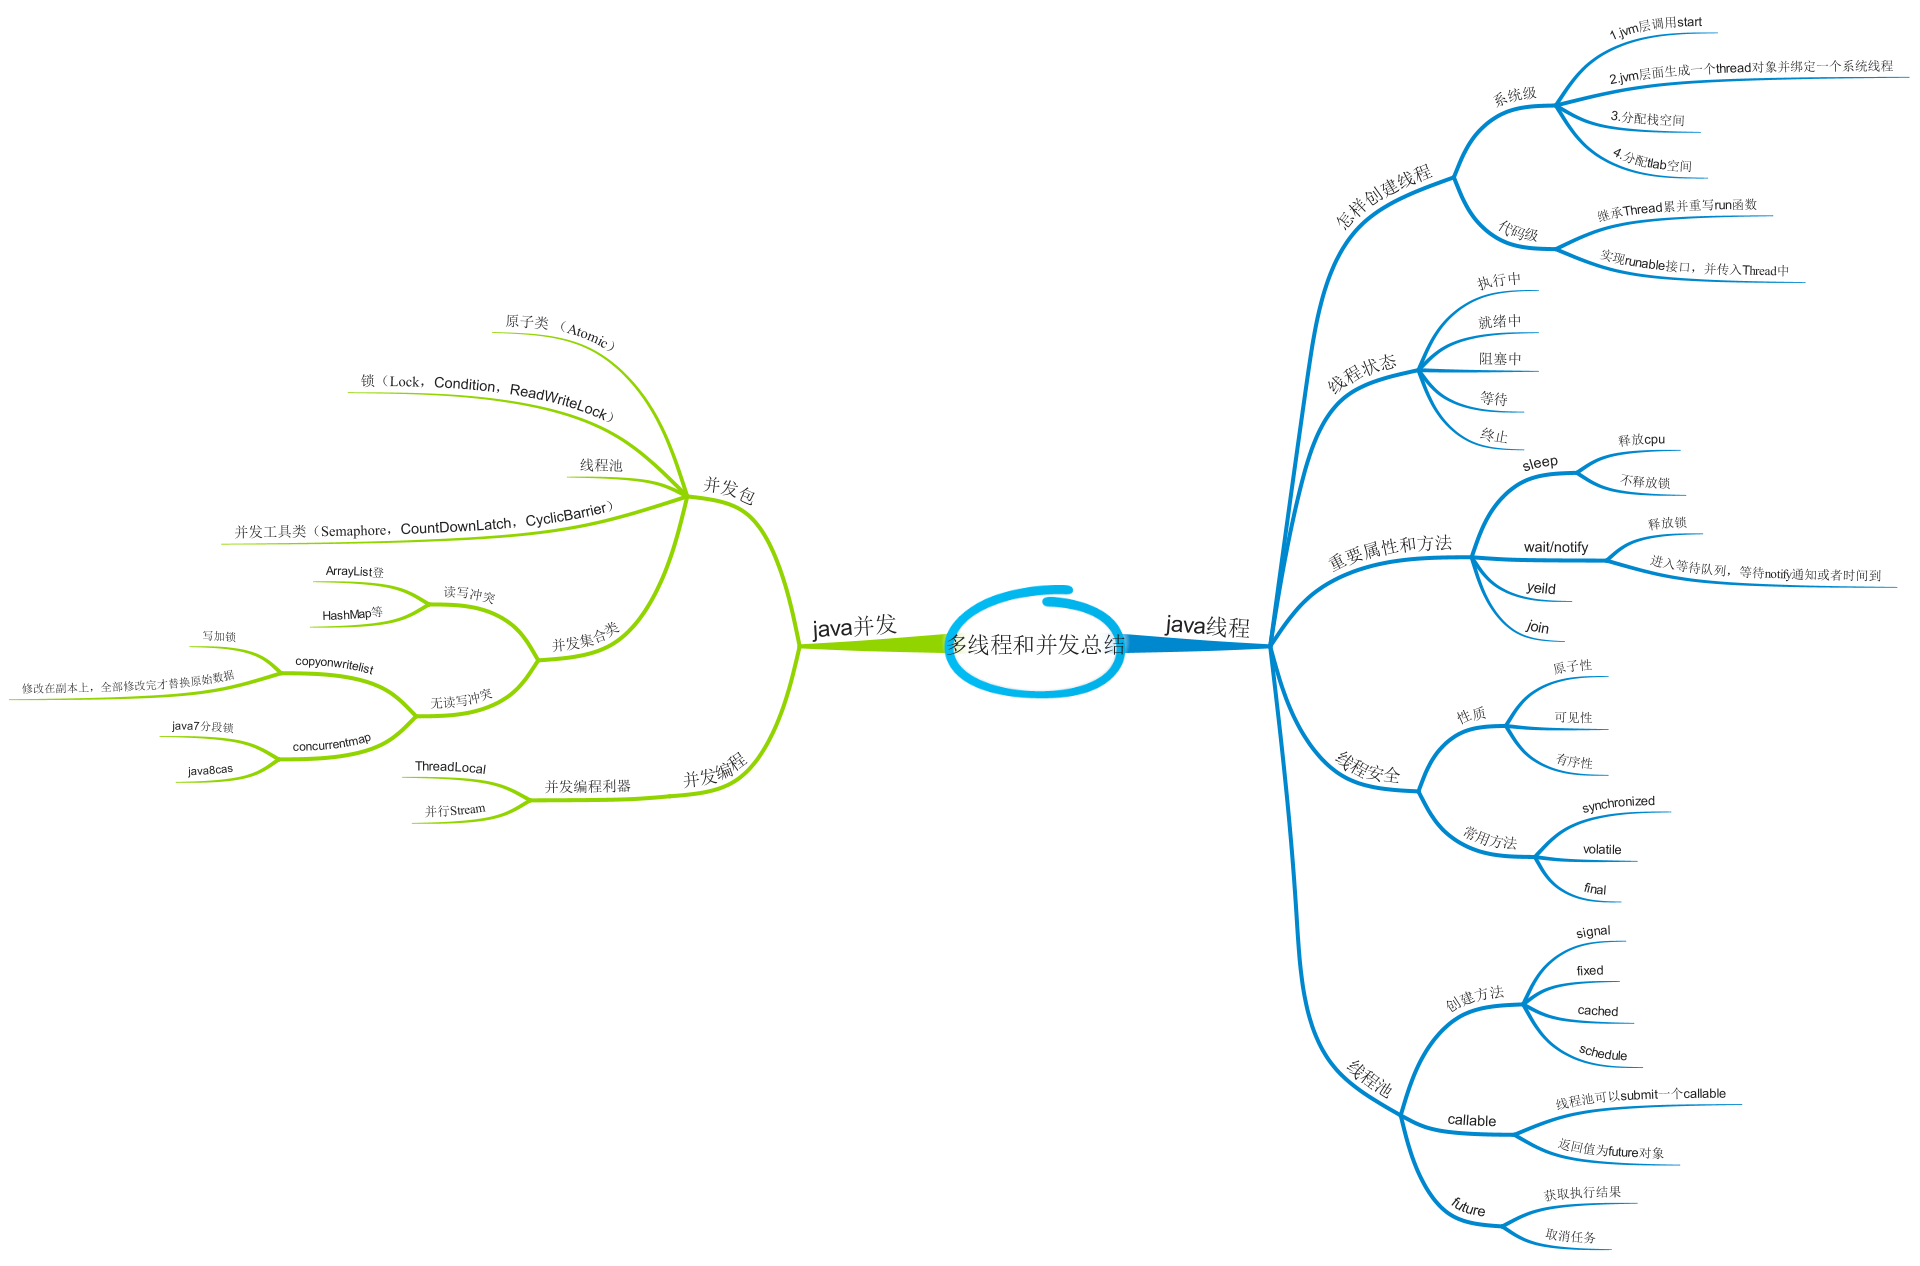 多线程和并发总结
java线程
怎样创建线程
系统级
1.jvm层调用start
2.jvm层面生成一个thread对象并绑定一个系统线程
3.分配栈空间
4.分配tlab空间
代码级
继承Thread累并重写run函数
实现runable接口，并传入Thread中
线程状态
执行中
就绪中
阻塞中
等待
终止
重要属性和方法
sleep
释放cpu
不释放锁
wait/notify
释放锁
进入等待队列，等待notify通知或者时间到
yeild
join
线程安全
性质
原子性
可见性
有序性
常用方法
synchronized
volatile
final
线程池
创建方法
signal
fixed
cached
schedule
callable
线程池可以submit一个callable
返回值为future对象
future
获取执行结果
取消任务
java并发
并发包
原子类 （Atomic）
锁（Lock，Condition，ReadWriteLock）
线程池
并发工具类（Semaphore，CountDownLatch，CyclicBarrier）
并发集合类
读写冲突
ArrayList登
HashMap等
无读写冲突
copyonwritelist
写加锁
修改在副本上，全部修改完才替换原始数据
concurrentmap
java7分段锁
java8cas
并发编程
并发编程利器
ThreadLocal
并行Stream